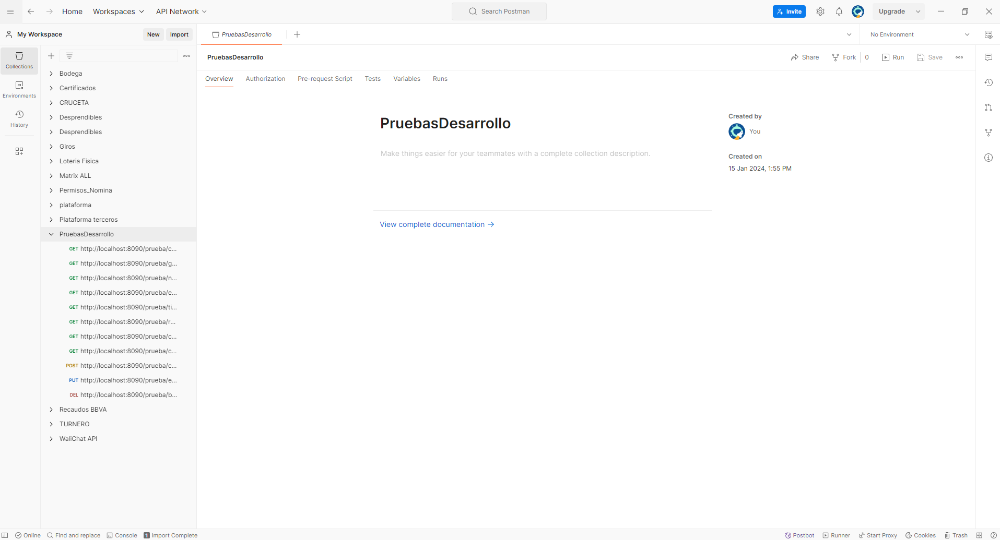 Home Workspaces API Network Search Postman Invite Upgrade
My Workspace New Import PruebasDesarrollo No Environment
Collections
Environments
History
Bodega
Certificados
CRUCETA
Desprendibles
Desprendibles
Giros
Loteria Fisica
Matrix ALL
Permisos_Nomina
plataforma
Plataforma terceros
PruebasDesarrollo
GET http://localhost:8090/prueba/c...
GET http://localhost:8090/prueba/g...
GET http://localhost:8090/prueba/n...
GET http://localhost:8090/prueba/e...
GET http://localhost:8090/prueba/ti...
GET http://localhost:8090/prueba/r...
GET http://localhost:8090/prueba/c...
GET http://localhost:8090/prueba/c...
POST http://localhost:8090/prueba/c...
PUT http://localhost:8090/prueba/e...
DEL http://localhost:8090/prueba/b...
Recaudos BBVA
TURNERO
WaliChat API
PruebasDesarrollo Share Fork 0 Run Save
Overview Authorization Pre-request Script Tests Variables Runs
PruebasDesarrollo
Make things easier for your teammates with a complete collection description.
View complete documentation
Created by
You
Created on
15 Jan 2024, 1:55 PM
Online Find and replace Console 1 Import Complete Postbot Runner Start Proxy Cookies Trash